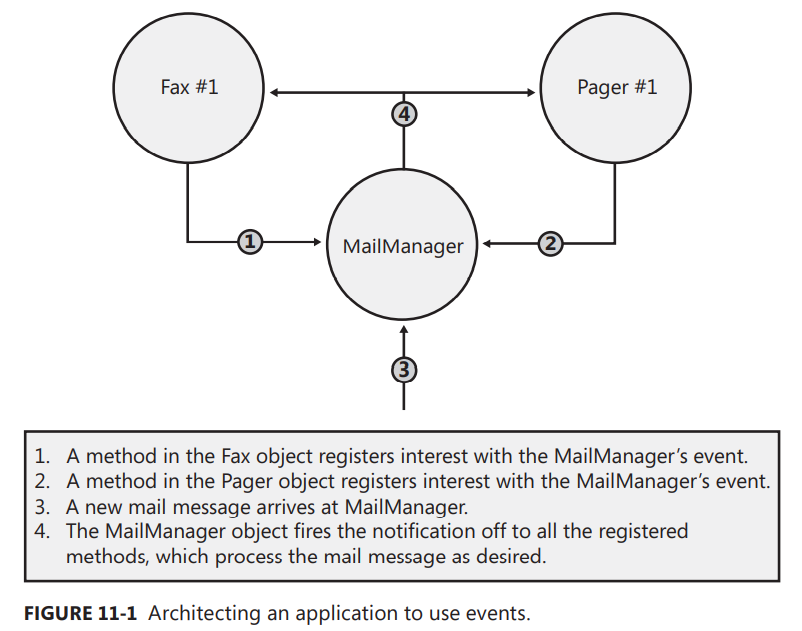 Fax #1
Pager #1
4
1
MailManager
2
3
1. A method in the Fax object registers interest with the MailManager’s event.
2. A method in the Pager object registers interest with the MailManager’s event.
3. A new mail message arrives at MailManager.
4. The MailManager object fires the notification off to all the registered
methods, which process the mail message as desired.
FIGURE 11-1 Architecting an application to use events.